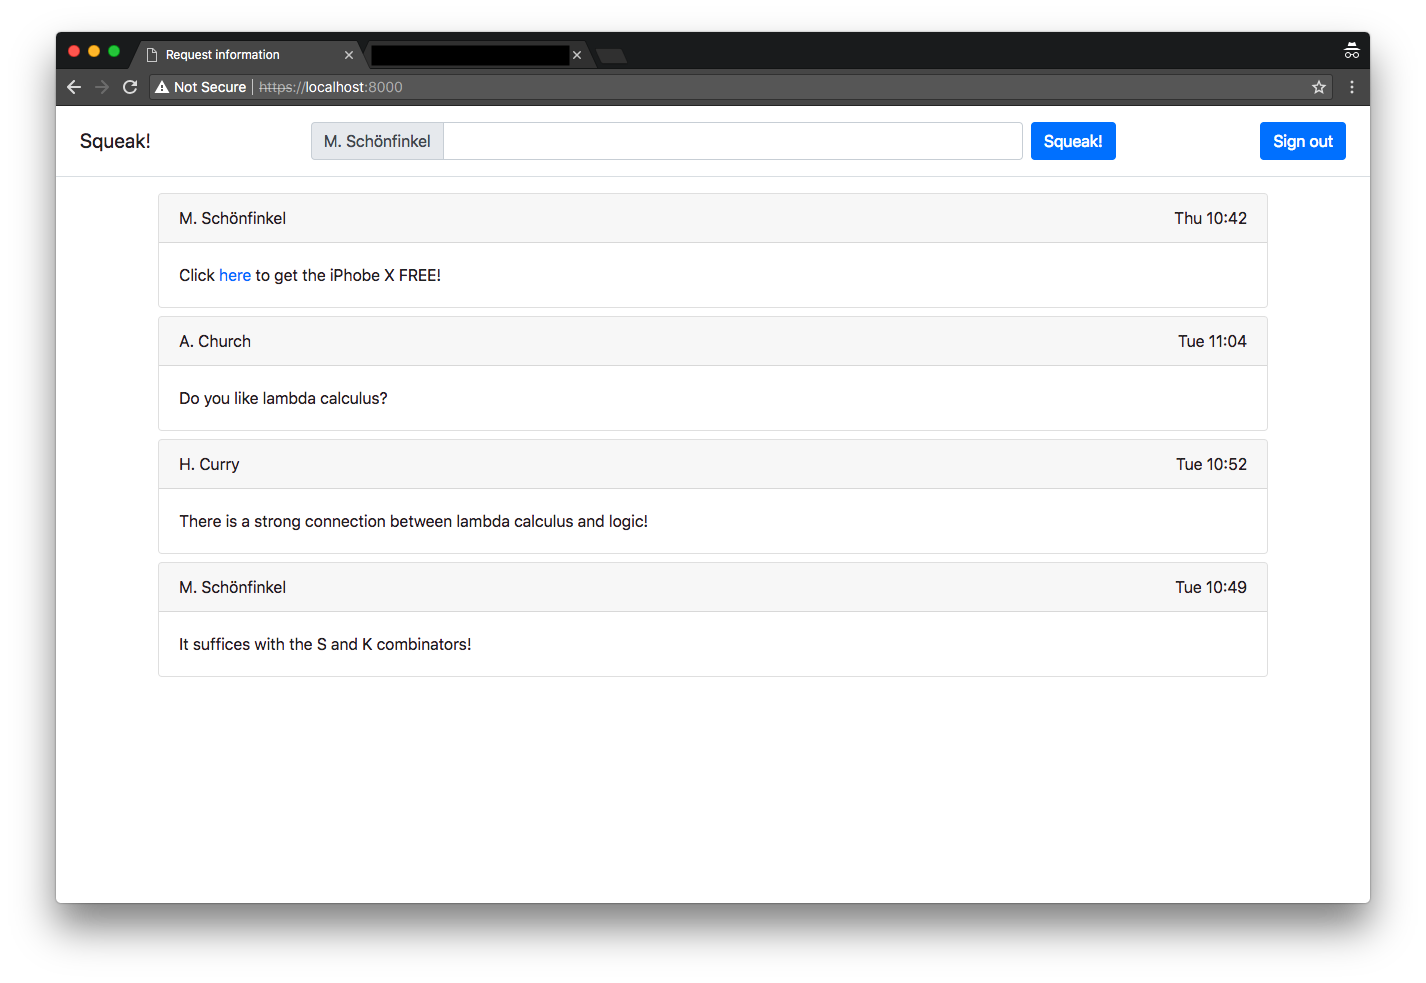 Request information
Not Secure https://localhost:8000
Squeak! M. Schönfinkel Squeak! Sign out
M. Schönfinkel Thu 10:42
Click here to get the iPhobe X FREE!
A. Church Tue 11:04
Do you like lambda calculus?
H. Curry Tue 10:52
There is a strong connection between lambda calculus and logic!
M. Schönfinkel Tue 10:49
It suffices with the S and K combinators!